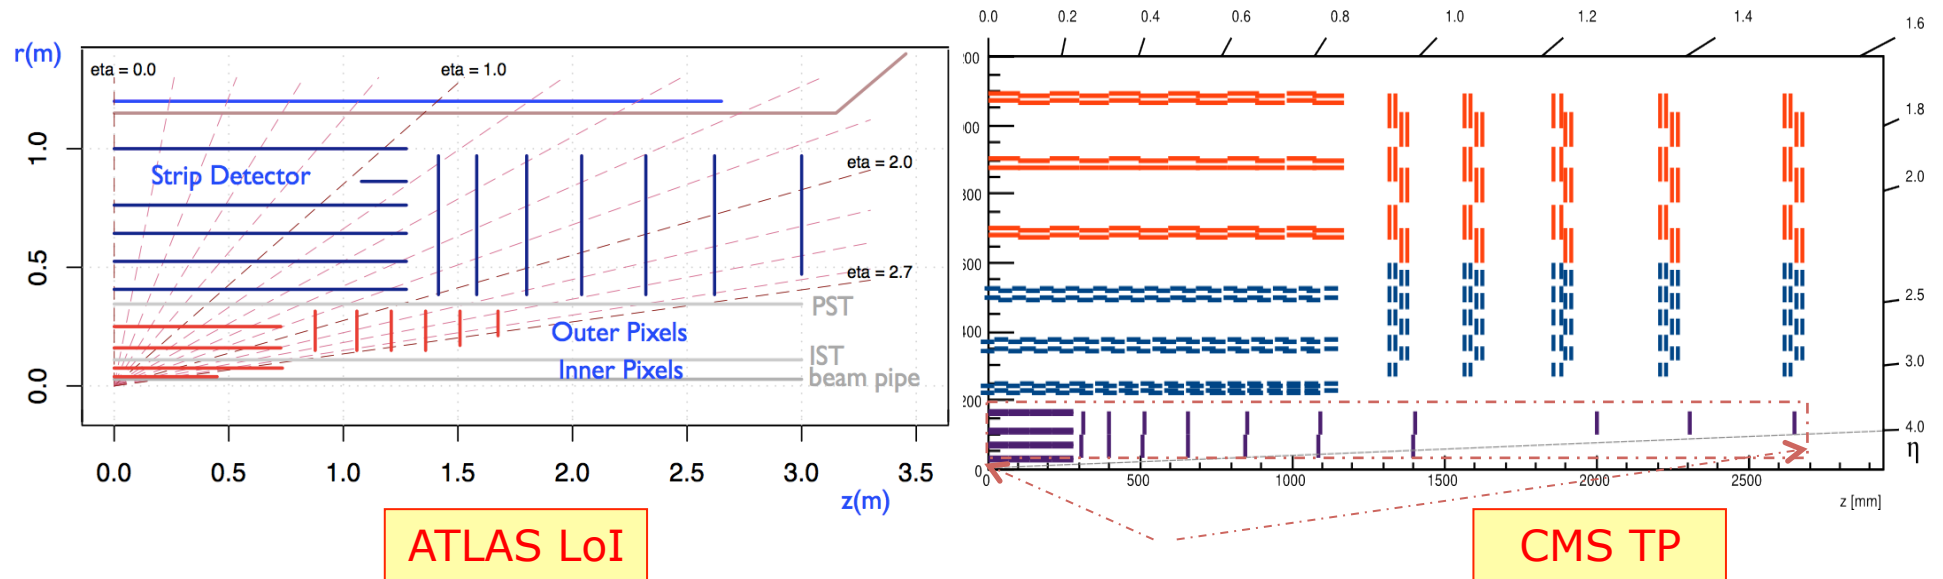 r(m)
eta = 0.0
eta = 1.0
eta = 2.0
eta = 2.7
1.0
0.5
0.0
Strip Detector
PST
Outer Pixels
IST
Inner Pixels
beam pipe
0.0 0.5 1.0 1.5 2.0 2.5 3.0 3.5
z(m)
ATLAS LoI
0.0 0.2 0.4 0.6 0.8 1.0 1.2 1.4 1.6
1.8
2.0
2.5
3.0
4.0
η
800
600
400
200
0
0 500 1000 1500 2000 2500
z [mm]
CMS TP